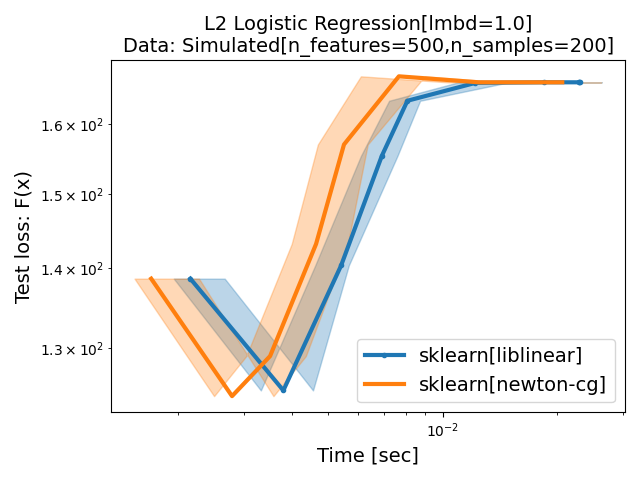 L2 Logistic Regression[lmbd=1.0]
Data: Simulated[n_features=500,n_samples=200]
Test loss: F(x)
1.6 × 10²
1.5 × 10²
1.4 × 10²
1.3 × 10²
sklearn[liblinear]
sklearn[newton-cg]
10⁻²
Time [sec]